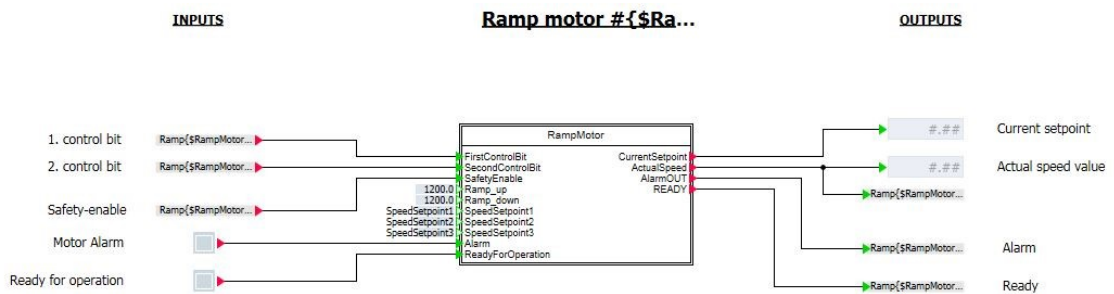 INPUTS
Ramp motor #{$Ra...
OUTPUTS
1. control bit
Ramp{$RampMotor...
2. control bit
Ramp{$RampMotor...
Safety-enable
Ramp{$RampMotor...
Motor Alarm
Ready for operation
RampMotor
FirstControlBit
SecondControlBit
SafetyEnable
1200.0 Ramp_up
1200.0 Ramp_down
SpeedSetpoint1 SpeedSetpoint1
SpeedSetpoint2 SpeedSetpoint2
SpeedSetpoint3 SpeedSetpoint3
Alarm
ReadyForOperation
CurrentSetpoint
ActualSpeed
AlarmOUT
READY
#.## Current setpoint
#.## Actual speed value
Ramp{$RampMotor...
Ramp{$RampMotor... Alarm
Ramp{$RampMotor... Ready